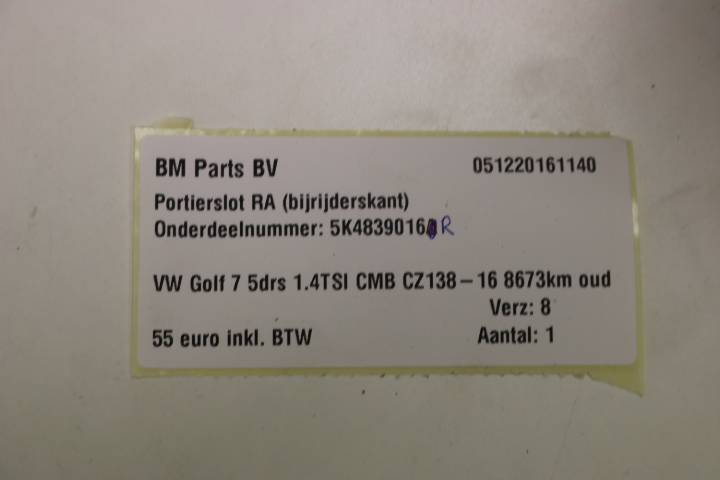 BM Parts BV 051220161140
Portierslot RA (bijrijderskant)
Onderdeelnummer: 5K4839016 R
VW Golf 7 5drs 1.4TSI CMB CZ138-16 8673km oud
Verz: 8
55 euro inkl. BTW Aantal: 1